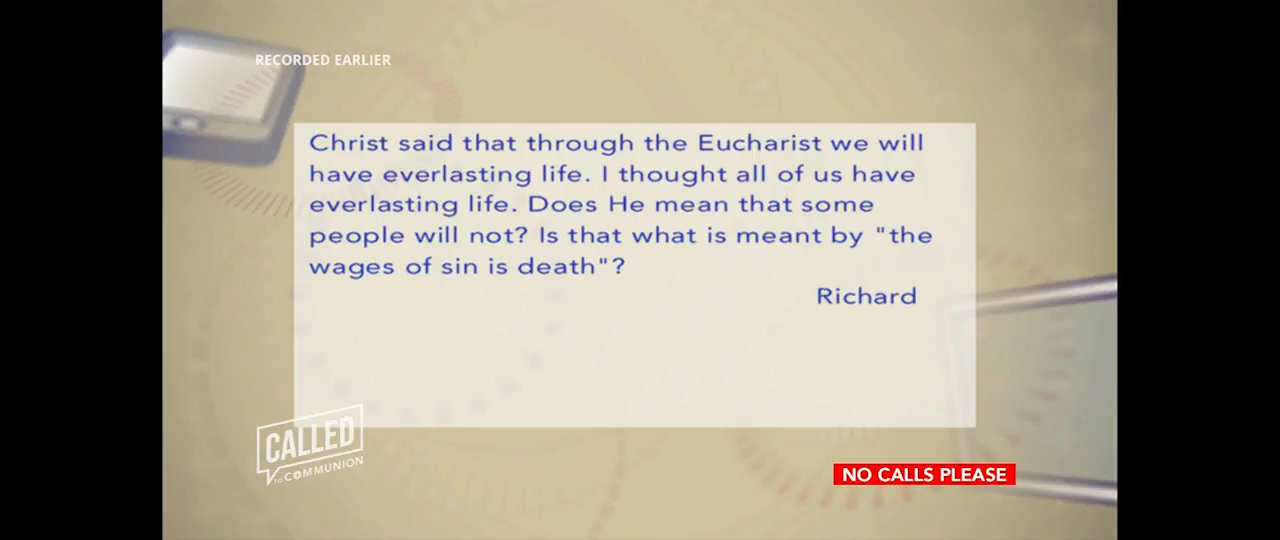 RECORDED EARLIER
Christ said that through the Eucharist we will
have everlasting life. I thought all of us have
everlasting life. Does He mean that some
people will not? Is that what is meant by "the
wages of sin is death"?
Richard
CALLED
TO COMMUNION
NO CALLS PLEASE